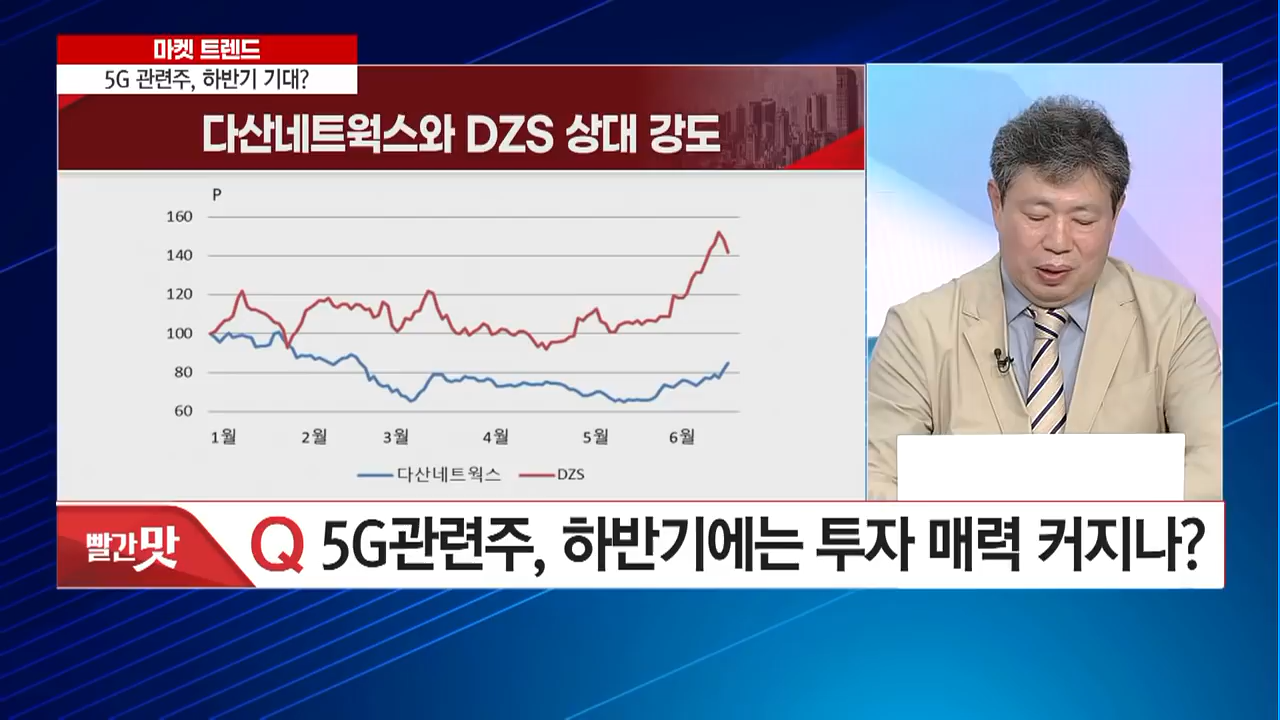 마켓 트렌드
5G 관련주, 하반기 기대?
다산네트웍스와 DZS 상대 강도
P
160
140
120
100
80
60
1월 2월 3월 4월 5월 6월
다산네트웍스 DZS
빨간맛
Q 5G관련주, 하반기에는 투자 매력 커지나?